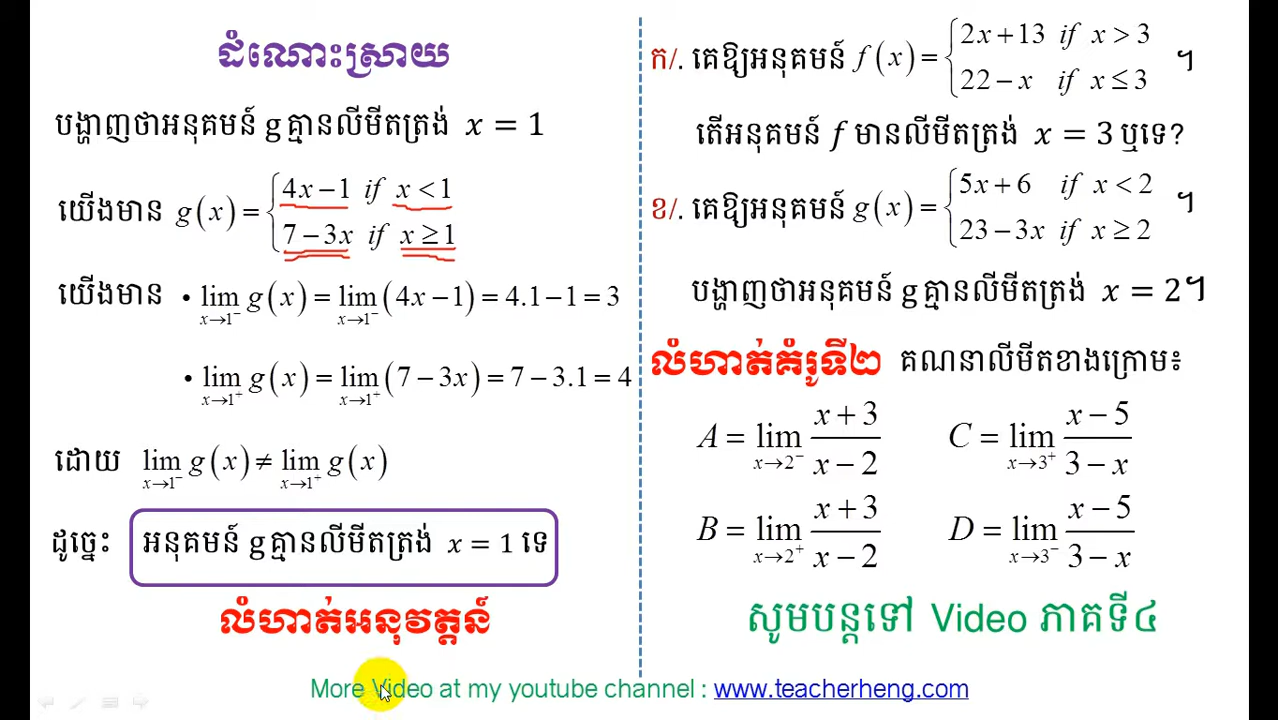 ដំណោះស្រាយ
បង្ហាញថាអនុគមន៍ g គ្មានលីមីតត្រង់ x = 1
យើងមាន g(x) = { 4x − 1 if x < 1
7 − 3x if x ≥ 1
យើងមាន • lim x→1⁻ g(x) = lim x→1⁻ (4x − 1) = 4.1 − 1 = 3
• lim x→1⁺ g(x) = lim x→1⁺ (7 − 3x) = 7 − 3.1 = 4
ដោយ lim x→1⁻ g(x) ≠ lim x→1⁺ g(x)
ដូច្នេះ អនុគមន៍ g គ្មានលីមីតត្រង់ x = 1 ទេ
លំហាត់អនុវត្តន៍
ក/. គេឱ្យអនុគមន៍ f(x) = { 2x + 13 if x > 3
22 − x if x ≤ 3 ។
តើអនុគមន៍ f មានលីមីតត្រង់ x = 3 ឬទេ?
ខ/. គេឱ្យអនុគមន៍ g(x) = { 5x + 6 if x < 2
23 − 3x if x ≥ 2 ។
បង្ហាញថាអនុគមន៍ g គ្មានលីមីតត្រង់ x = 2។
លំហាត់គំរូទី២ គណនាលីមីតខាងក្រោម៖
A = lim x→2⁻ (x + 3)/(x − 2) C = lim x→3⁺ (x − 5)/(3 − x)
B = lim x→2⁺ (x + 3)/(x − 2) D = lim x→3⁻ (x − 5)/(3 − x)
សូមបន្តទៅ Video ភាគទី៤
More Video at my youtube channel : www.teacherheng.com